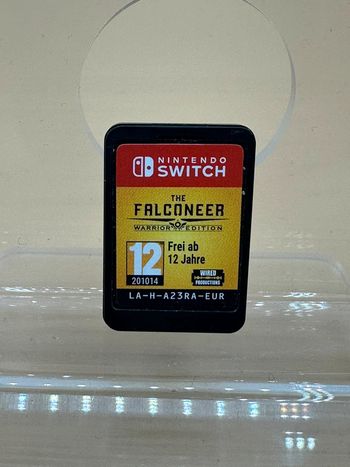 NINTENDO
SWITCH
THE
FALCONEER
WARRIOR EDITION
12
201014
Frei ab
12 Jahre
WIRED
PRODUCTIONS
LA-H-A23RA-EUR